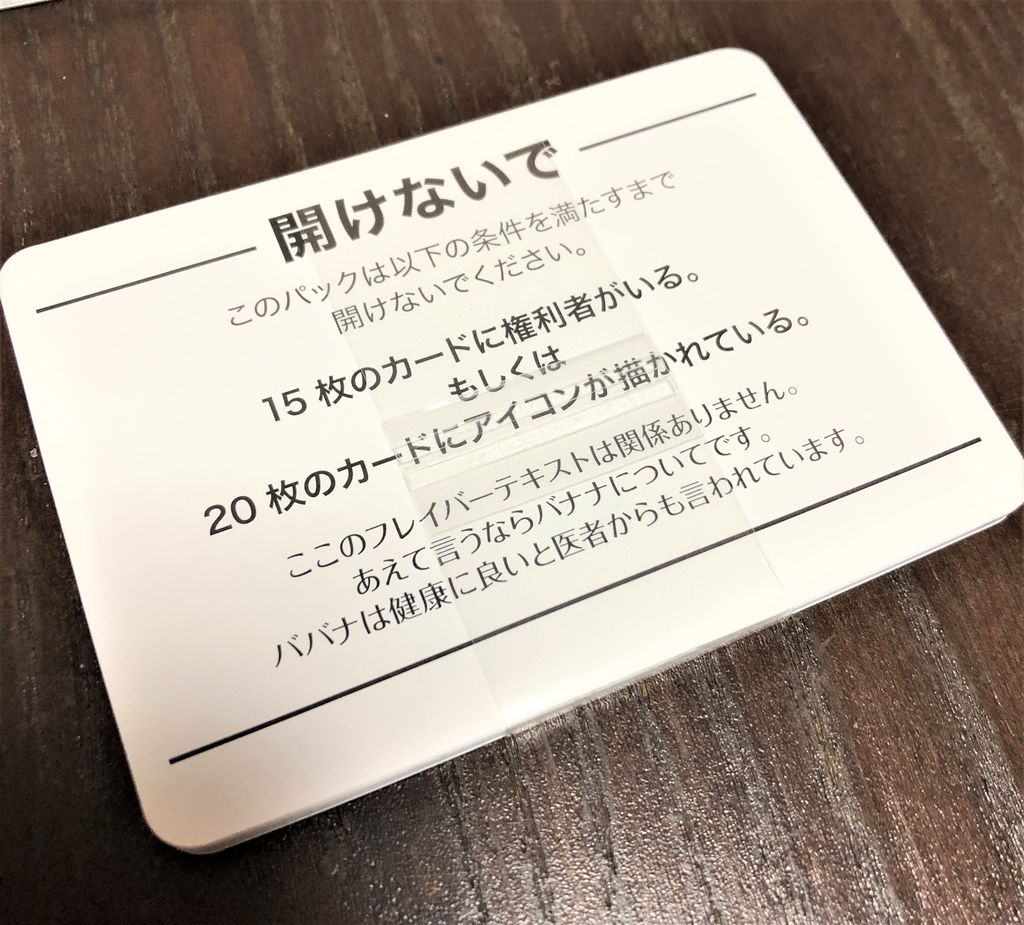 開けないで
このパックは以下の条件を満たすまで
開けないでください。
15 枚のカードに権利者がいる。
もしくは
20 枚のカードにアイコンが描かれている。
ここのフレイバーテキストは関係ありません。
あえて言うならバナナについてです。
バナナは健康に良いと医者からも言われています。